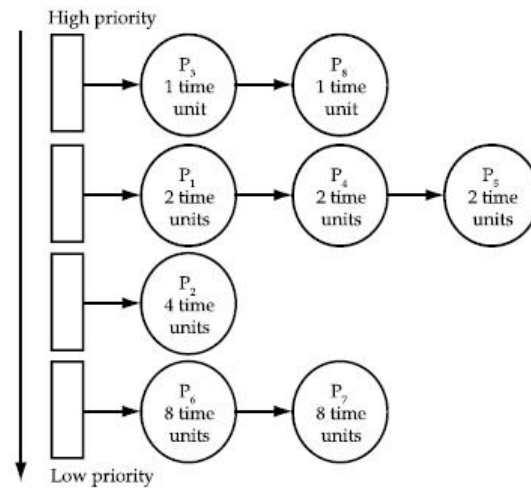 High priority
P₃
1 time
unit
P₈
1 time
unit
P₁
2 time
units
P₄
2 time
units
P₅
2 time
units
P₂
4 time
units
P₆
8 time
units
P₇
8 time
units
Low priority